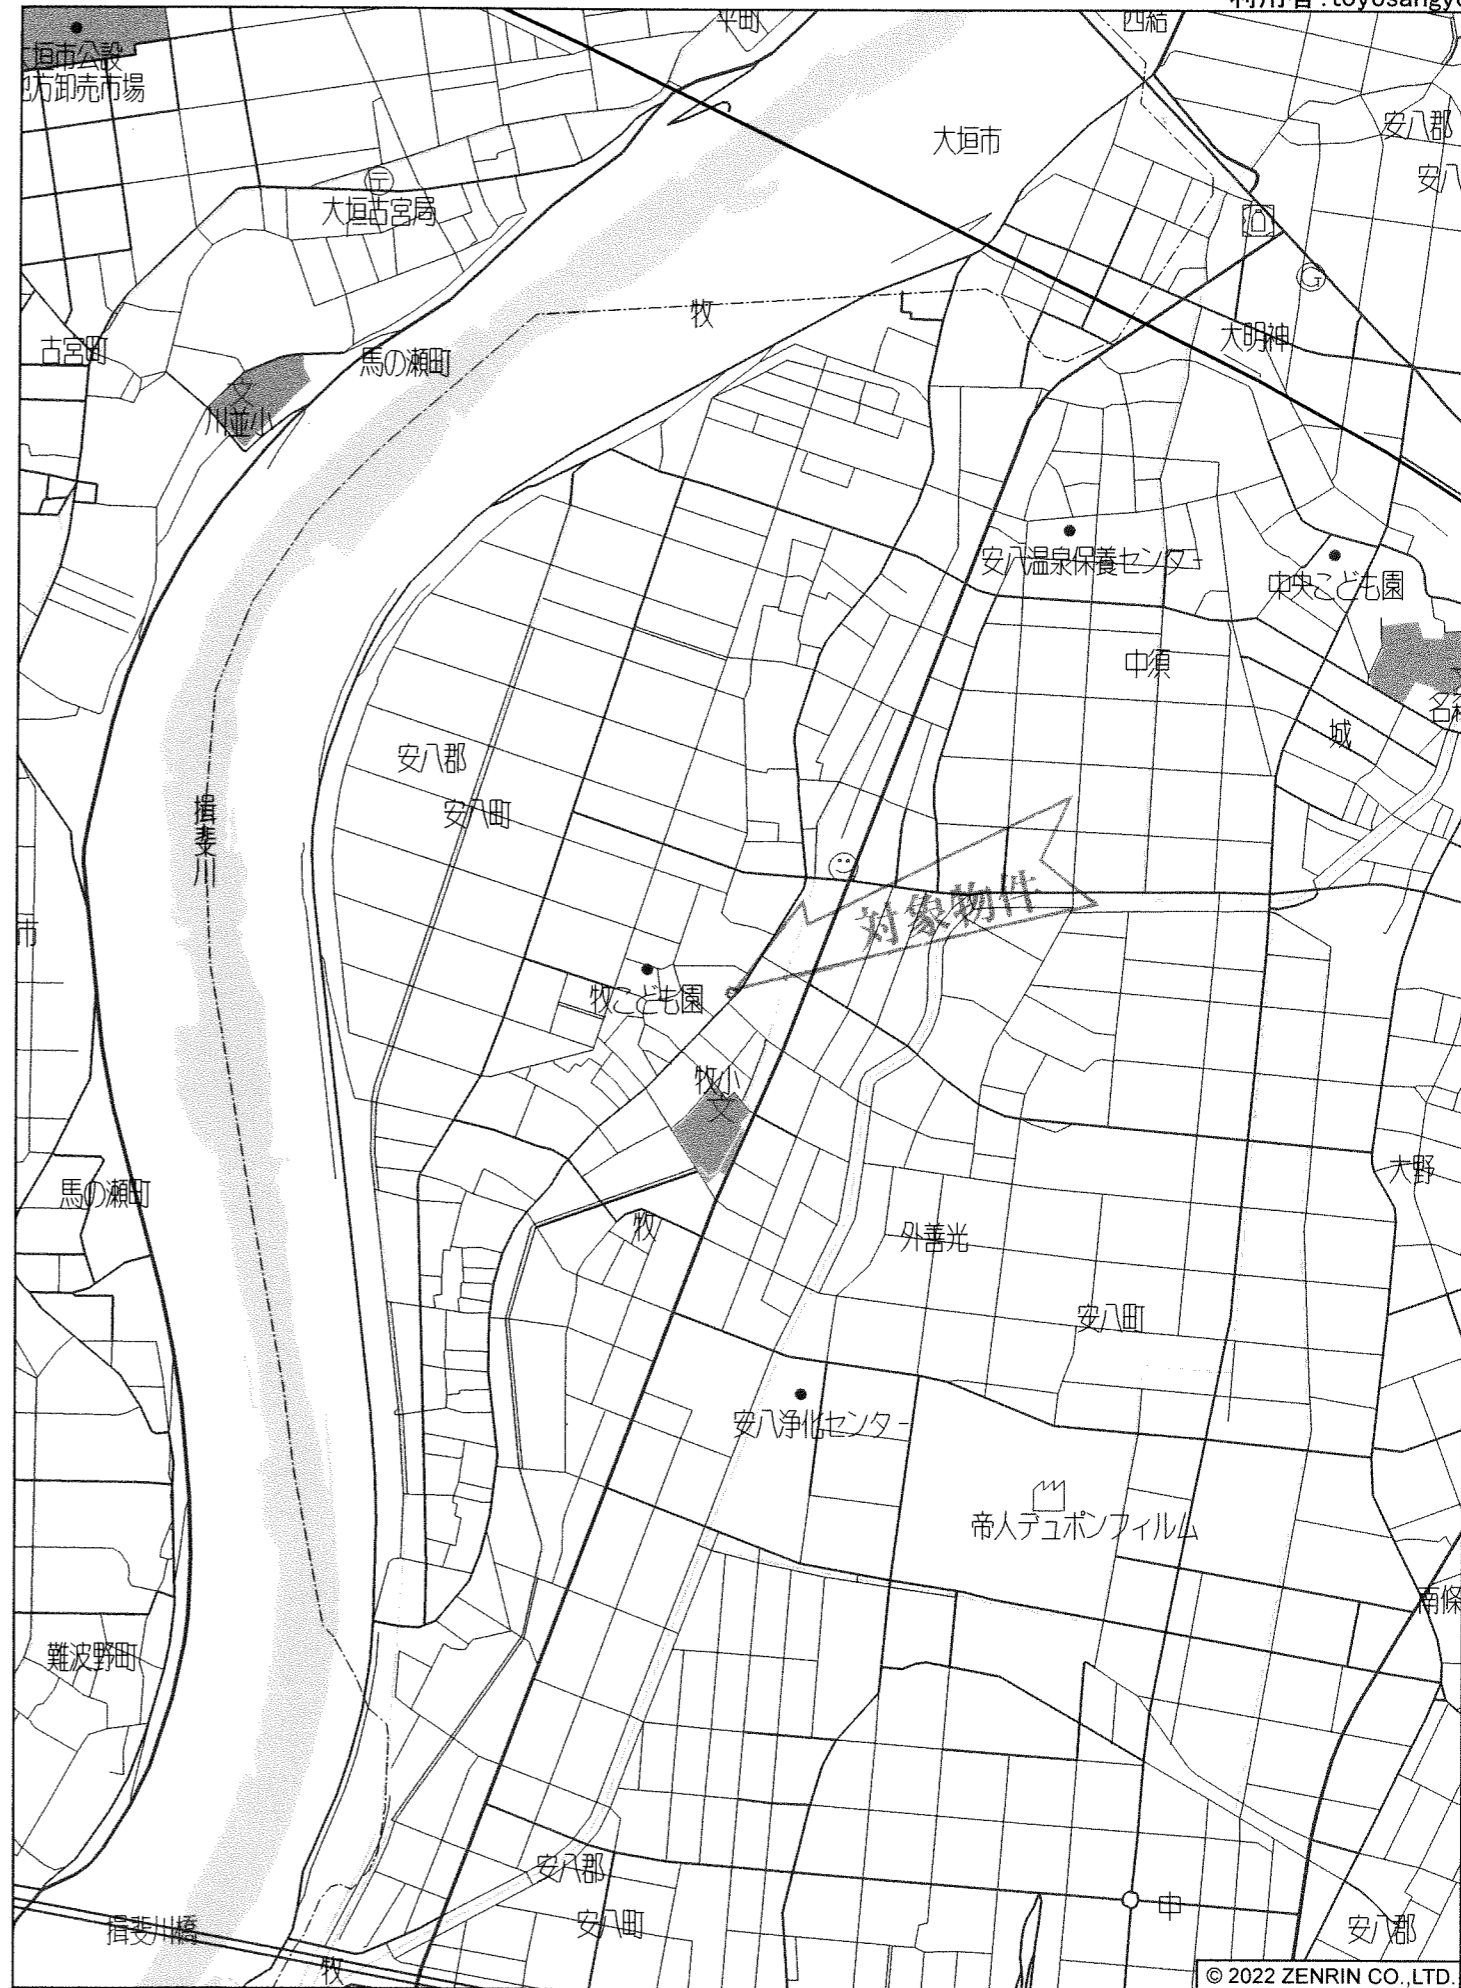 利用者:toyosangyo
平町
四結
垣市公設
地方卸売市場
大垣市
安八郡
安八
大垣古宮局
G
牧
大明神
古宮町
馬の瀬町
文
川並小
安八温泉保養センター
中央こども園
中須
名森
城
安八郡
安八町
揖斐川
対象物件
市
牧こども園
牧小
文
大野
馬の瀬町
牧
外善光
安八町
安八浄化センター
帝人デュポンフィルム
南條
難波野町
安八郡
中
揖斐川橋
安八町
安八郡
牧
© 2022 ZENRIN CO.,LTD.